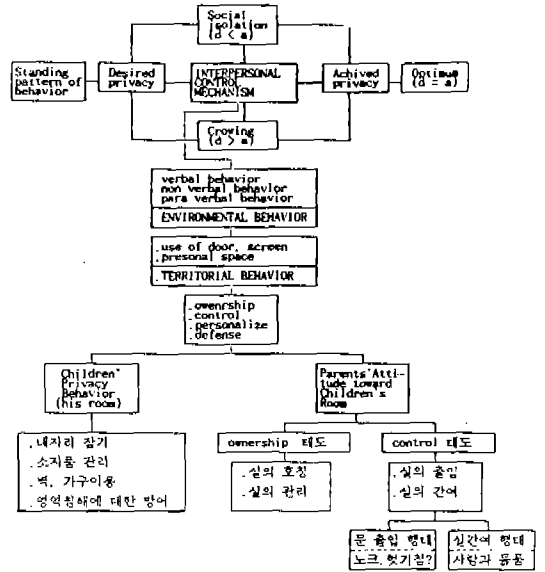 Social
isolation
(d < a)
Standing
pattern of
behavior
Desired
privacy
INTERPERSONAL
CONTROL
MECHANISM
Achived
privacy
Optimum
(d = a)
Crowing
(d > a)
verbal behavior
non verbal behavior
para verbal behavior
ENVIRONMENTAL BEHAVIOR
.use of door, screen
.presonal space
.TERRITORIAL BEHAVIOR
.owenrship
.control
.personalize
.defense
Children'
Privacy
Behavior
(his room)
Parents'Atti-
tude toward
Children's
Room
.내자리 잡기
.소지품 관리
.벽, 가구이용
.영역침해에 대한 방어
ownership 태도
control 태도
.실의 호칭
.실의 관리
.실의 출입
.실의 간여
문 출입 행태
노크, 헛기침?
실간여 행태
사람과 물품